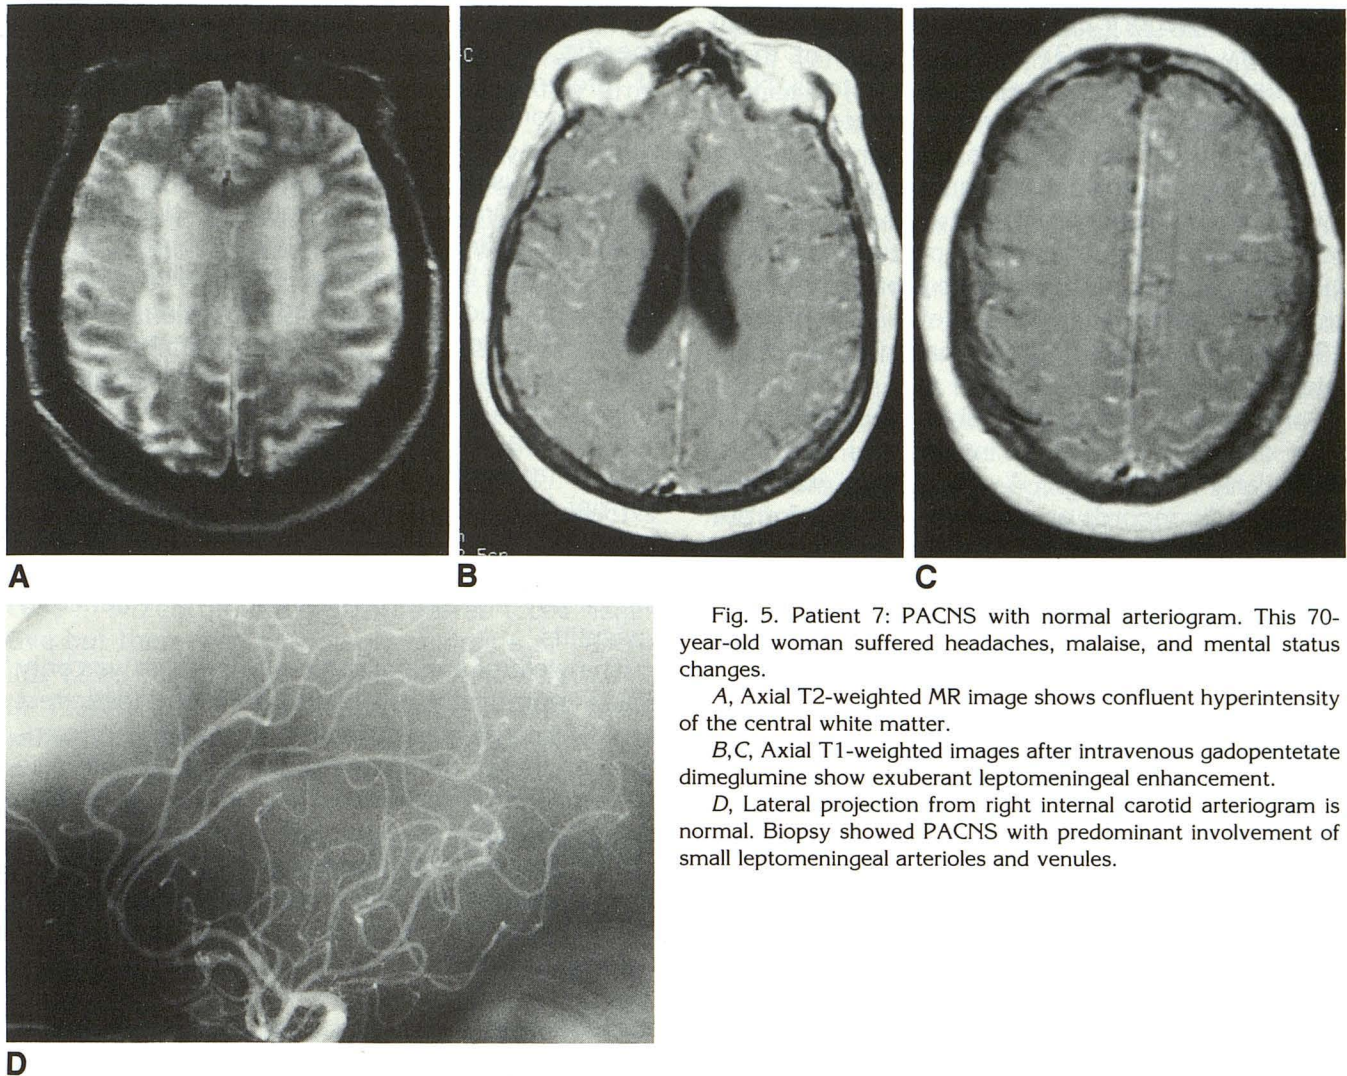 C
A
B
C
Fig. 5. Patient 7: PACNS with normal arteriogram. This 70-
year-old woman suffered headaches, malaise, and mental status
changes.
A, Axial T2-weighted MR image shows confluent hyperintensity
of the central white matter.
B,C, Axial T1-weighted images after intravenous gadopentetate
dimeglumine show exuberant leptomeningeal enhancement.
D, Lateral projection from right internal carotid arteriogram is
normal. Biopsy showed PACNS with predominant involvement of
small leptomeningeal arterioles and venules.
D